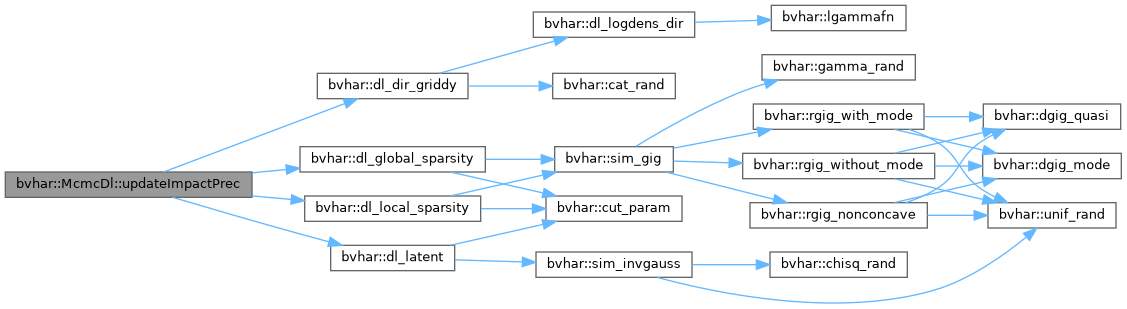 bvhar::McmcDl::updateImpactPrec
bvhar::dl_dir_griddy
bvhar::dl_global_sparsity
bvhar::dl_local_sparsity
bvhar::dl_latent
bvhar::dl_logdens_dir
bvhar::cat_rand
bvhar::sim_gig
bvhar::cut_param
bvhar::sim_invgauss
bvhar::lgammafn
bvhar::gamma_rand
bvhar::rgig_with_mode
bvhar::rgig_without_mode
bvhar::rgig_nonconcave
bvhar::chisq_rand
bvhar::dgig_quasi
bvhar::dgig_mode
bvhar::unif_rand